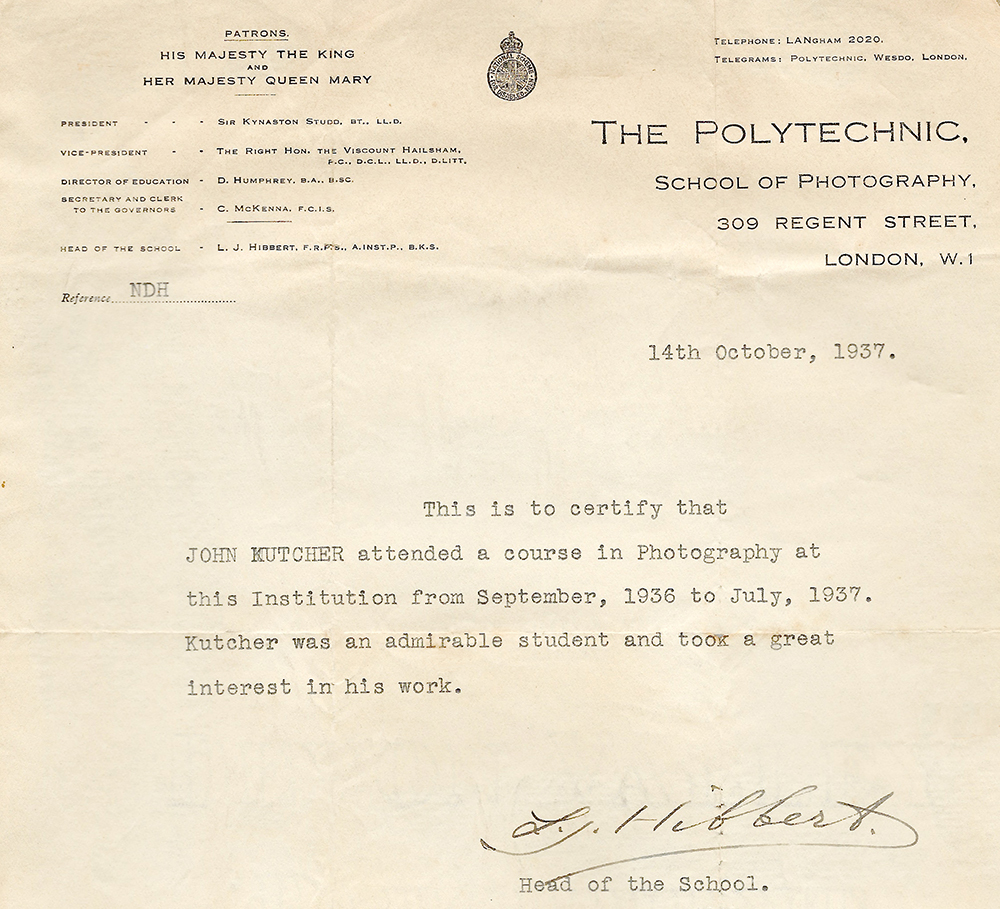 PATRONS.
HIS MAJESTY THE KING
AND
HER MAJESTY QUEEN MARY
PRESIDENT - - - SIR KYNASTON STUDD, BT., LL.D.
VICE-PRESIDENT - - THE RIGHT HON. THE VISCOUNT HAILSHAM,
P.C., D.C.L., LL.D., D.LITT.
DIRECTOR OF EDUCATION - D. HUMPHREY, B.A., B.SC.
SECRETARY AND CLERK
TO THE GOVERNORS - C. MCKENNA, F.C.I.S.
HEAD OF THE SCHOOL - L. J. HIBBERT, F.R.P.S., A.INST.P., B.K.S.
Reference NDH
TELEPHONE: LANGHAM 2020.
TELEGRAMS: POLYTECHNIC, WESDO, LONDON.
THE POLYTECHNIC,
SCHOOL OF PHOTOGRAPHY,
309 REGENT STREET,
LONDON, W.1
14th October, 1937.
This is to certify that
JOHN KUTCHER attended a course in Photography at
this Institution from September, 1936 to July, 1937.
Kutcher was an admirable student and took a great
interest in his work.
L.J. Hibbert.
Head of the School.